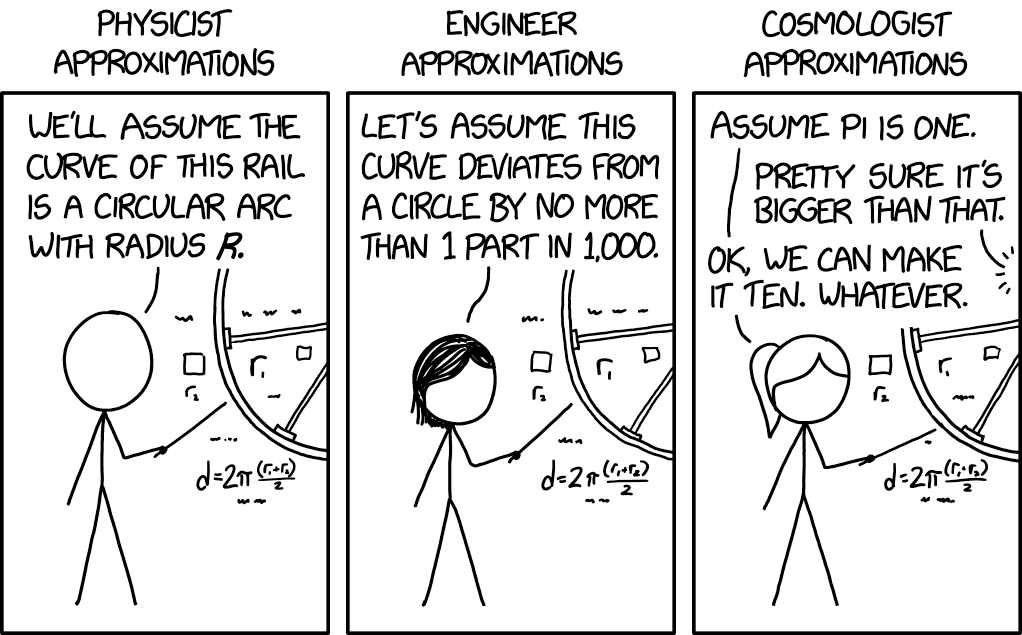 PHYSICIST
APPROXIMATIONS
WE'LL ASSUME THE
CURVE OF THIS RAIL
IS A CIRCULAR ARC
WITH RADIUS R.
r₁
r₂
d=2π(r₁+r₂)/2
ENGINEER
APPROXIMATIONS
LET'S ASSUME THIS
CURVE DEVIATES FROM
A CIRCLE BY NO MORE
THAN 1 PART IN 1,000.
r₁
r₂
d=2π(r₁+r₂)/2
COSMOLOGIST
APPROXIMATIONS
ASSUME PI IS ONE.
PRETTY SURE IT'S
BIGGER THAN THAT.
OK, WE CAN MAKE
IT TEN. WHATEVER.
r₁
r₂
d=2π(r₁+r₂)/2